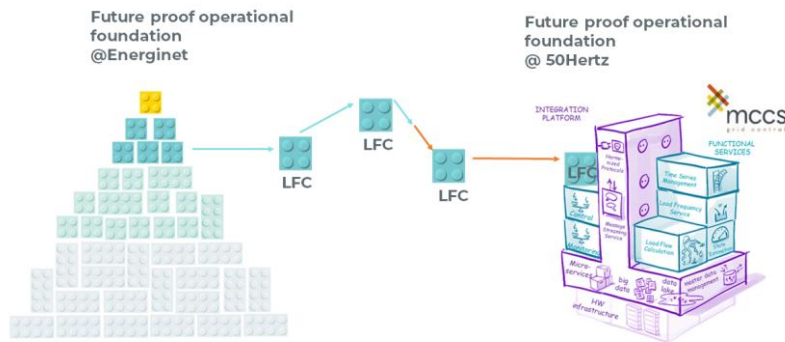 Future proof operational
foundation
@Energinet
Future proof operational
foundation
@ 50Hertz
LFC
LFC
LFC
mccs
grid control
INTEGRATION
PLATFORM
FUNCTIONAL
SERVICES
LFC
Control
Monitoring
Protocols
Message
Streaming
Service
Time Series
Management
Load Frequency
Service
Load Flow
Calculation
Data
Micro-
services
big
data
data
lake
master data
management
HW
infrastructure